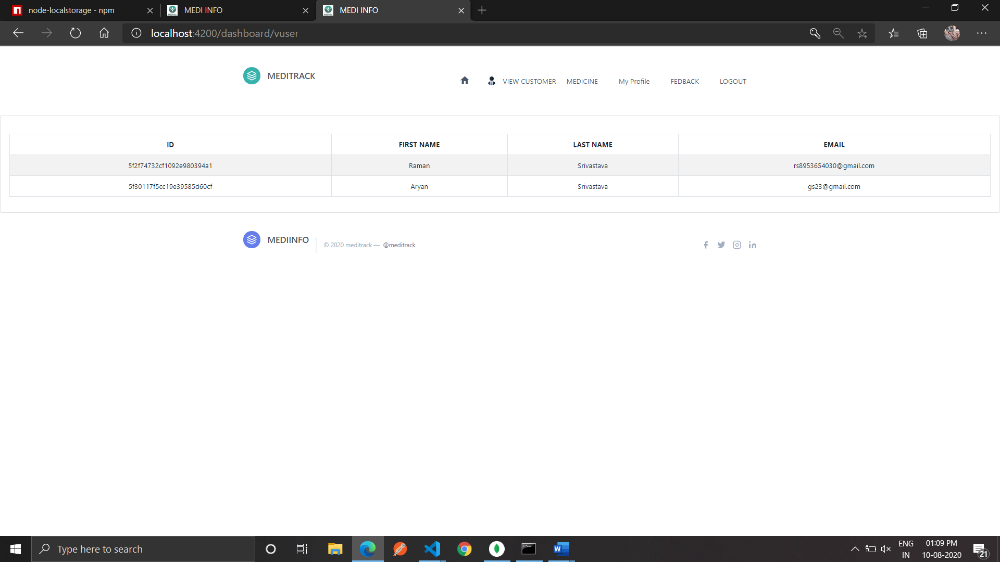 node-localstorage - npm
MEDI INFO
MEDI INFO
localhost:4200/dashboard/vuser
MEDITRACK
VIEW CUSTOMER MEDICINE My Profile FEDBACK LOGOUT
ID FIRST NAME LAST NAME EMAIL
5f2f74732cf1092e980394a1 Raman Srivastava rs8953654030@gmail.com
5f30117f5cc19e39585d60cf Aryan Srivastava gs23@gmail.com
MEDIINFO © 2020 meditrack — @meditrack
Type here to search
ENG
IN
01:09 PM
10-08-2020
21